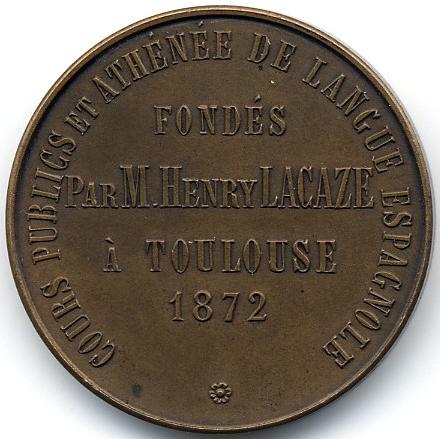 COURS PUBLICS ET ATHÉNÉE DE LANGUE ESPAGNOLE
FONDÉS
PAR M. HENRY LACAZE
À TOULOUSE
1872